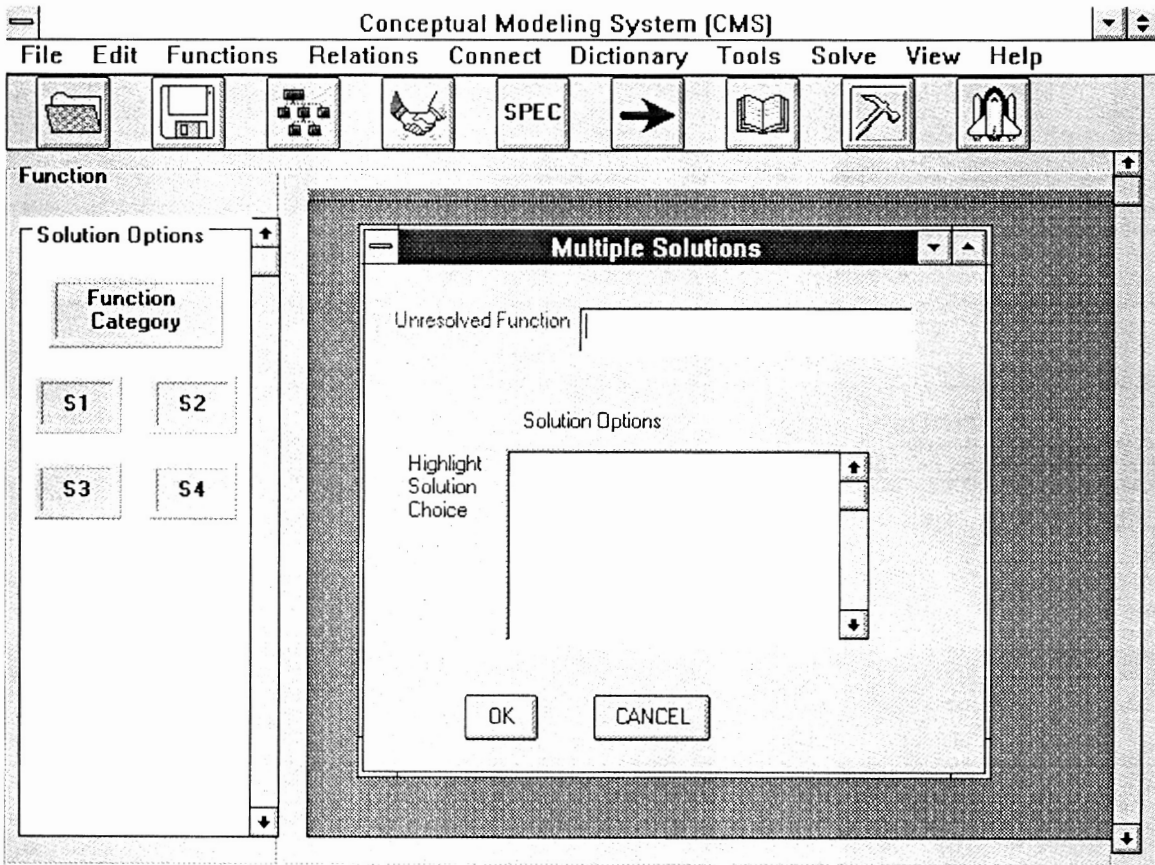 Conceptual Modeling System (CMS)
File Edit Functions Relations Connect Dictionary Tools Solve View Help
SPEC
Function
Solution Options
Function
Category
S1 S2
S3 S4
Multiple Solutions
Unresolved Function
Solution Options
Highlight
Solution
Choice
OK CANCEL